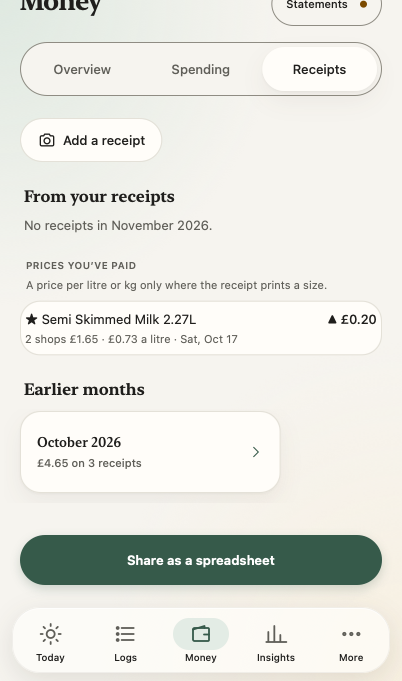 Money
Statements
Overview
Spending
Receipts
Add a receipt
From your receipts
No receipts in November 2026.
PRICES YOU'VE PAID
A price per litre or kg only where the receipt prints a size.
★ Semi Skimmed Milk 2.27L
▲ £0.20
2 shops £1.65 · £0.73 a litre · Sat, Oct 17
Earlier months
October 2026
£4.65 on 3 receipts
Share as a spreadsheet
Today
Logs
Money
Insights
More